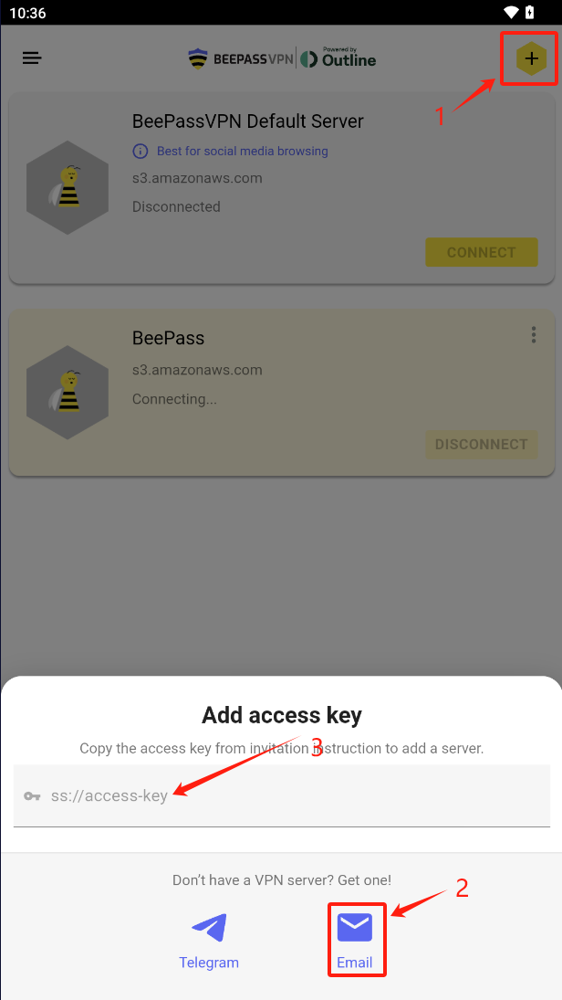 10:36
BEEPASSVPN
Powered by
Outline
1
BeePassVPN Default Server
Best for social media browsing
s3.amazonaws.com
Disconnected
CONNECT
BeePass
s3.amazonaws.com
Connecting...
DISCONNECT
Add access key
Copy the access key from invitation instruction to add a server.
3
ss://access-key
Don't have a VPN server? Get one!
2
Telegram
Email